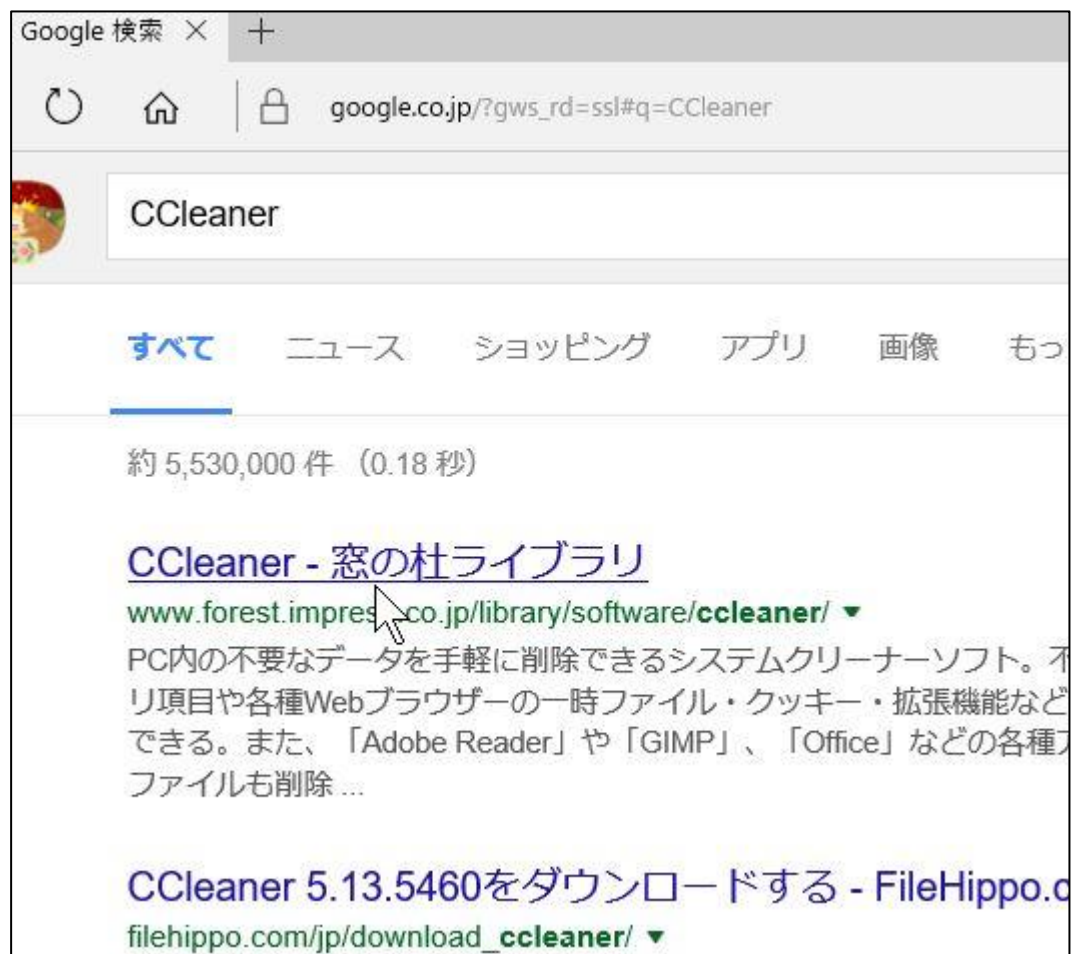 Google 検索
google.co.jp/?gws_rd=ssl#q=CCleaner
CCleaner
すべて ニュース ショッピング アプリ 画像 もっ
約 5,530,000 件 （0.18 秒）
CCleaner - 窓の杜ライブラリ
www.forest.impress.co.jp/library/software/ccleaner/ ▼
PC内の不要なデータを手軽に削除できるシステムクリーナーソフト。不
リ項目や各種Webブラウザーの一時ファイル・クッキー・拡張機能など
できる。また、「Adobe Reader」や「GIMP」、「Office」などの各種フ
ファイルも削除 ...
CCleaner 5.13.5460をダウンロードする - FileHippo.c
filehippo.com/jp/download_ccleaner/ ▼